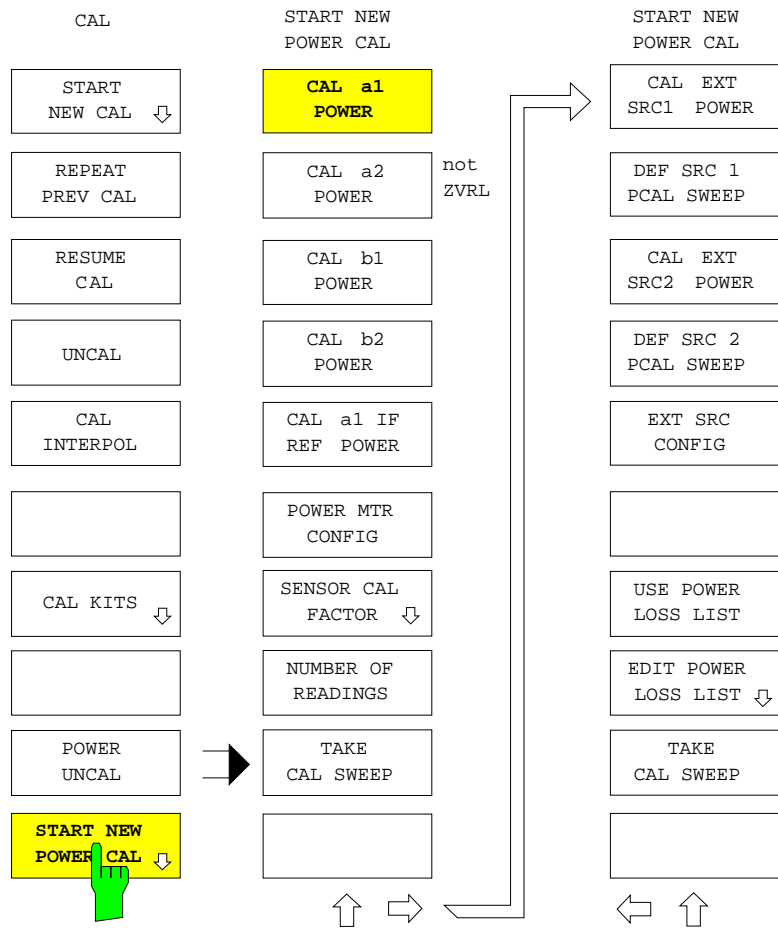 CAL
START
NEW CAL
REPEAT
PREV CAL
RESUME
CAL
UNCAL
CAL
INTERPOL
CAL KITS
POWER
UNCAL
START NEW
POWER CAL
START NEW
POWER CAL
CAL a1
POWER
CAL a2
POWER
not
ZVRL
CAL b1
POWER
CAL b2
POWER
CAL a1 IF
REF POWER
POWER MTR
CONFIG
SENSOR CAL
FACTOR
NUMBER OF
READINGS
TAKE
CAL SWEEP
START NEW
POWER CAL
CAL EXT
SRC1 POWER
DEF SRC 1
PCAL SWEEP
CAL EXT
SRC2 POWER
DEF SRC 2
PCAL SWEEP
EXT SRC
CONFIG
USE POWER
LOSS LIST
EDIT POWER
LOSS LIST
TAKE
CAL SWEEP